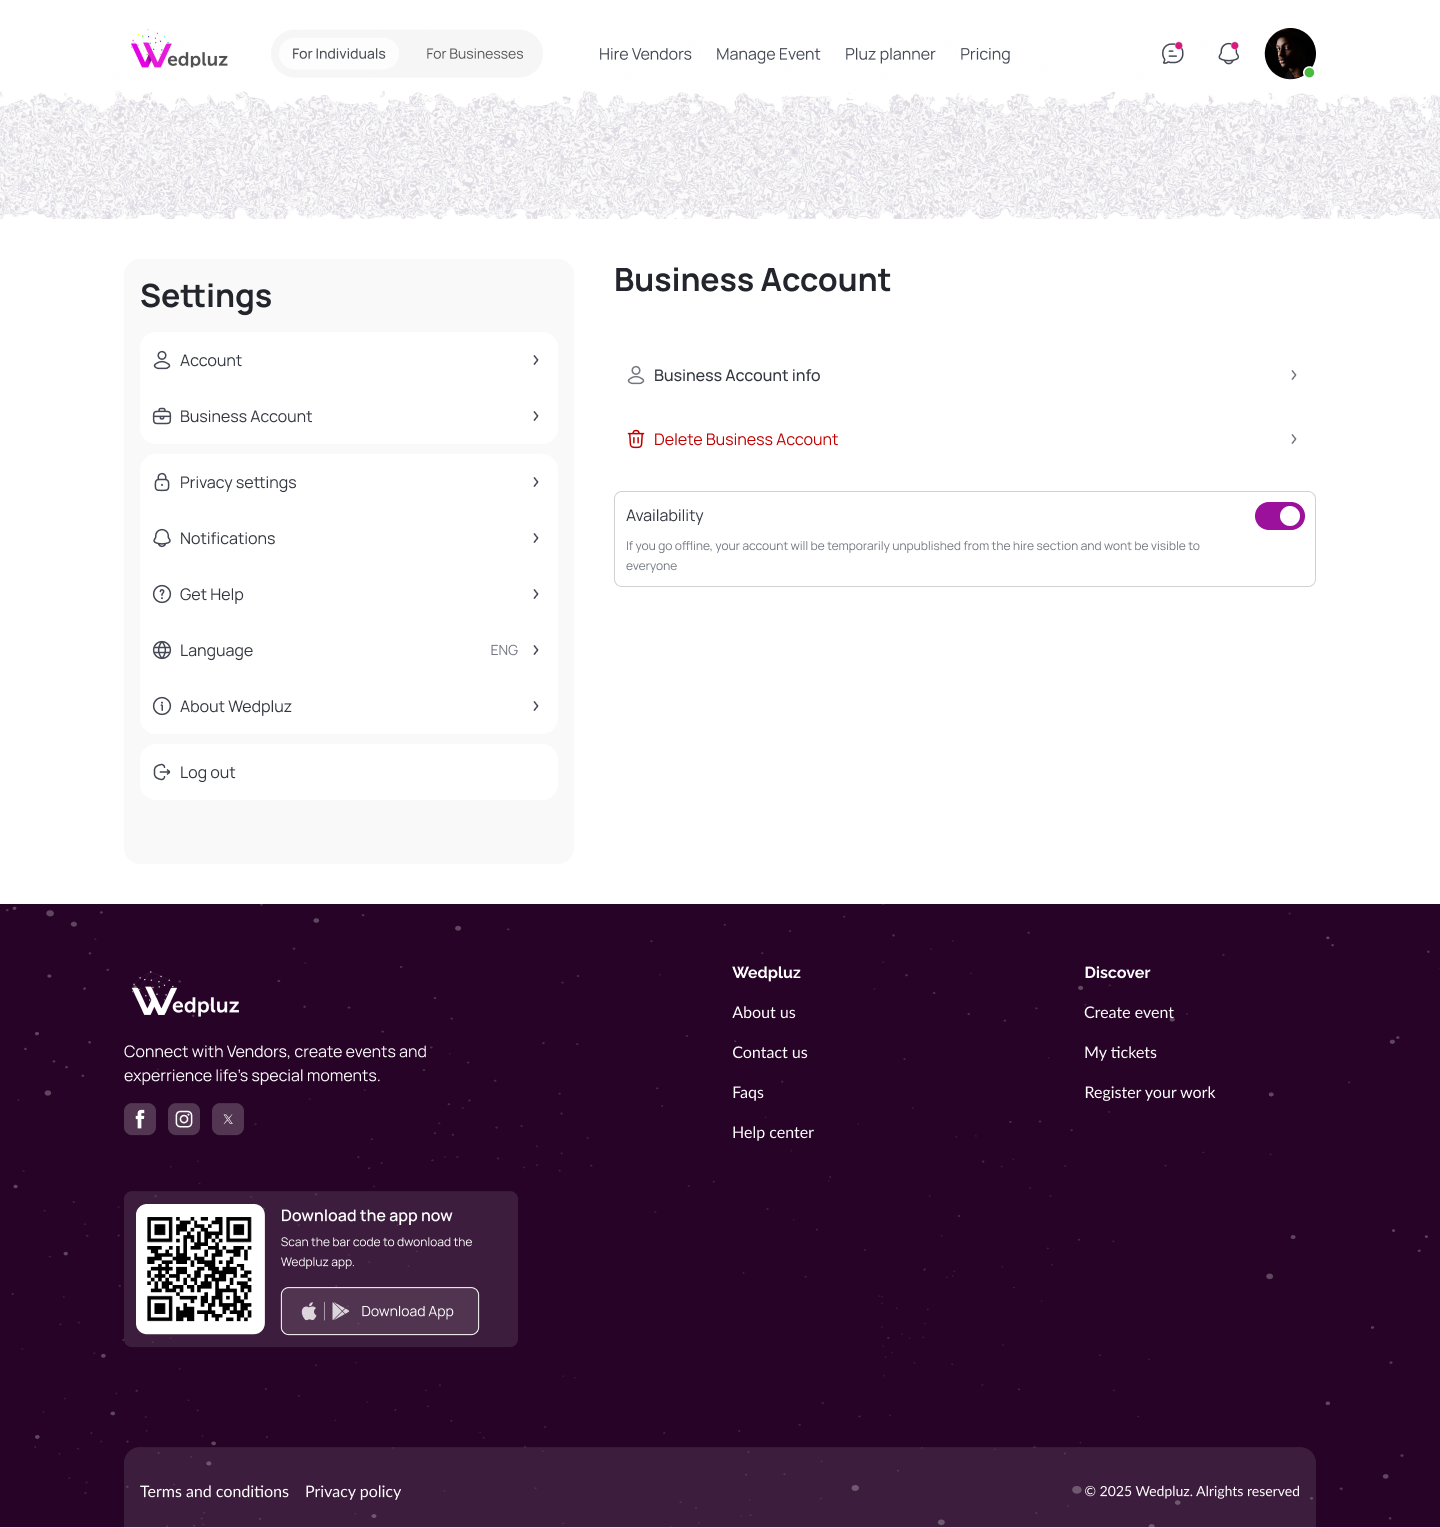 Wedpluz
For Individuals
For Businesses
Hire Vendors
Manage Event
Pluz planner
Pricing
Settings
Account
Business Account
Privacy settings
Notifications
Get Help
Language
ENG
About Wedpluz
Log out
Business Account
Business Account info
Delete Business Account
Availability
If you go offline, your account will be temporarily unpublished from the hire section and wont be visible to
everyone
Wedpluz
Connect with Vendors, create events and
experrience life's special moments.
Download the app now
Scan the bar code to dwonload the
Wedpluz app.
Download App
Wedpluz
About us
Contact us
Faqs
Help center
Discover
Create event
My tickets
Register your work
Terms and conditions
Privacy policy
© 2025 Wedpluz. Alrights reserved